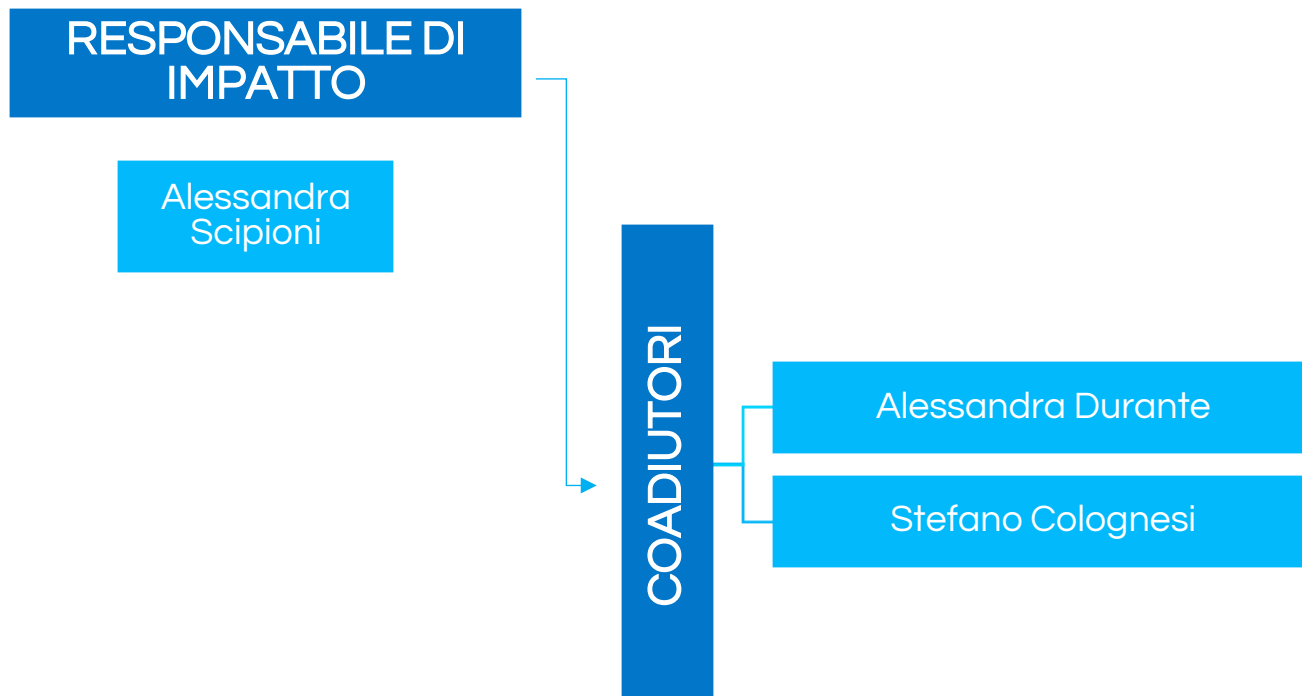 RESPONSABILE DI
IMPATTO
Alessandra
Scipioni
COADIUTORI
Alessandra Durante
Stefano Colognesi